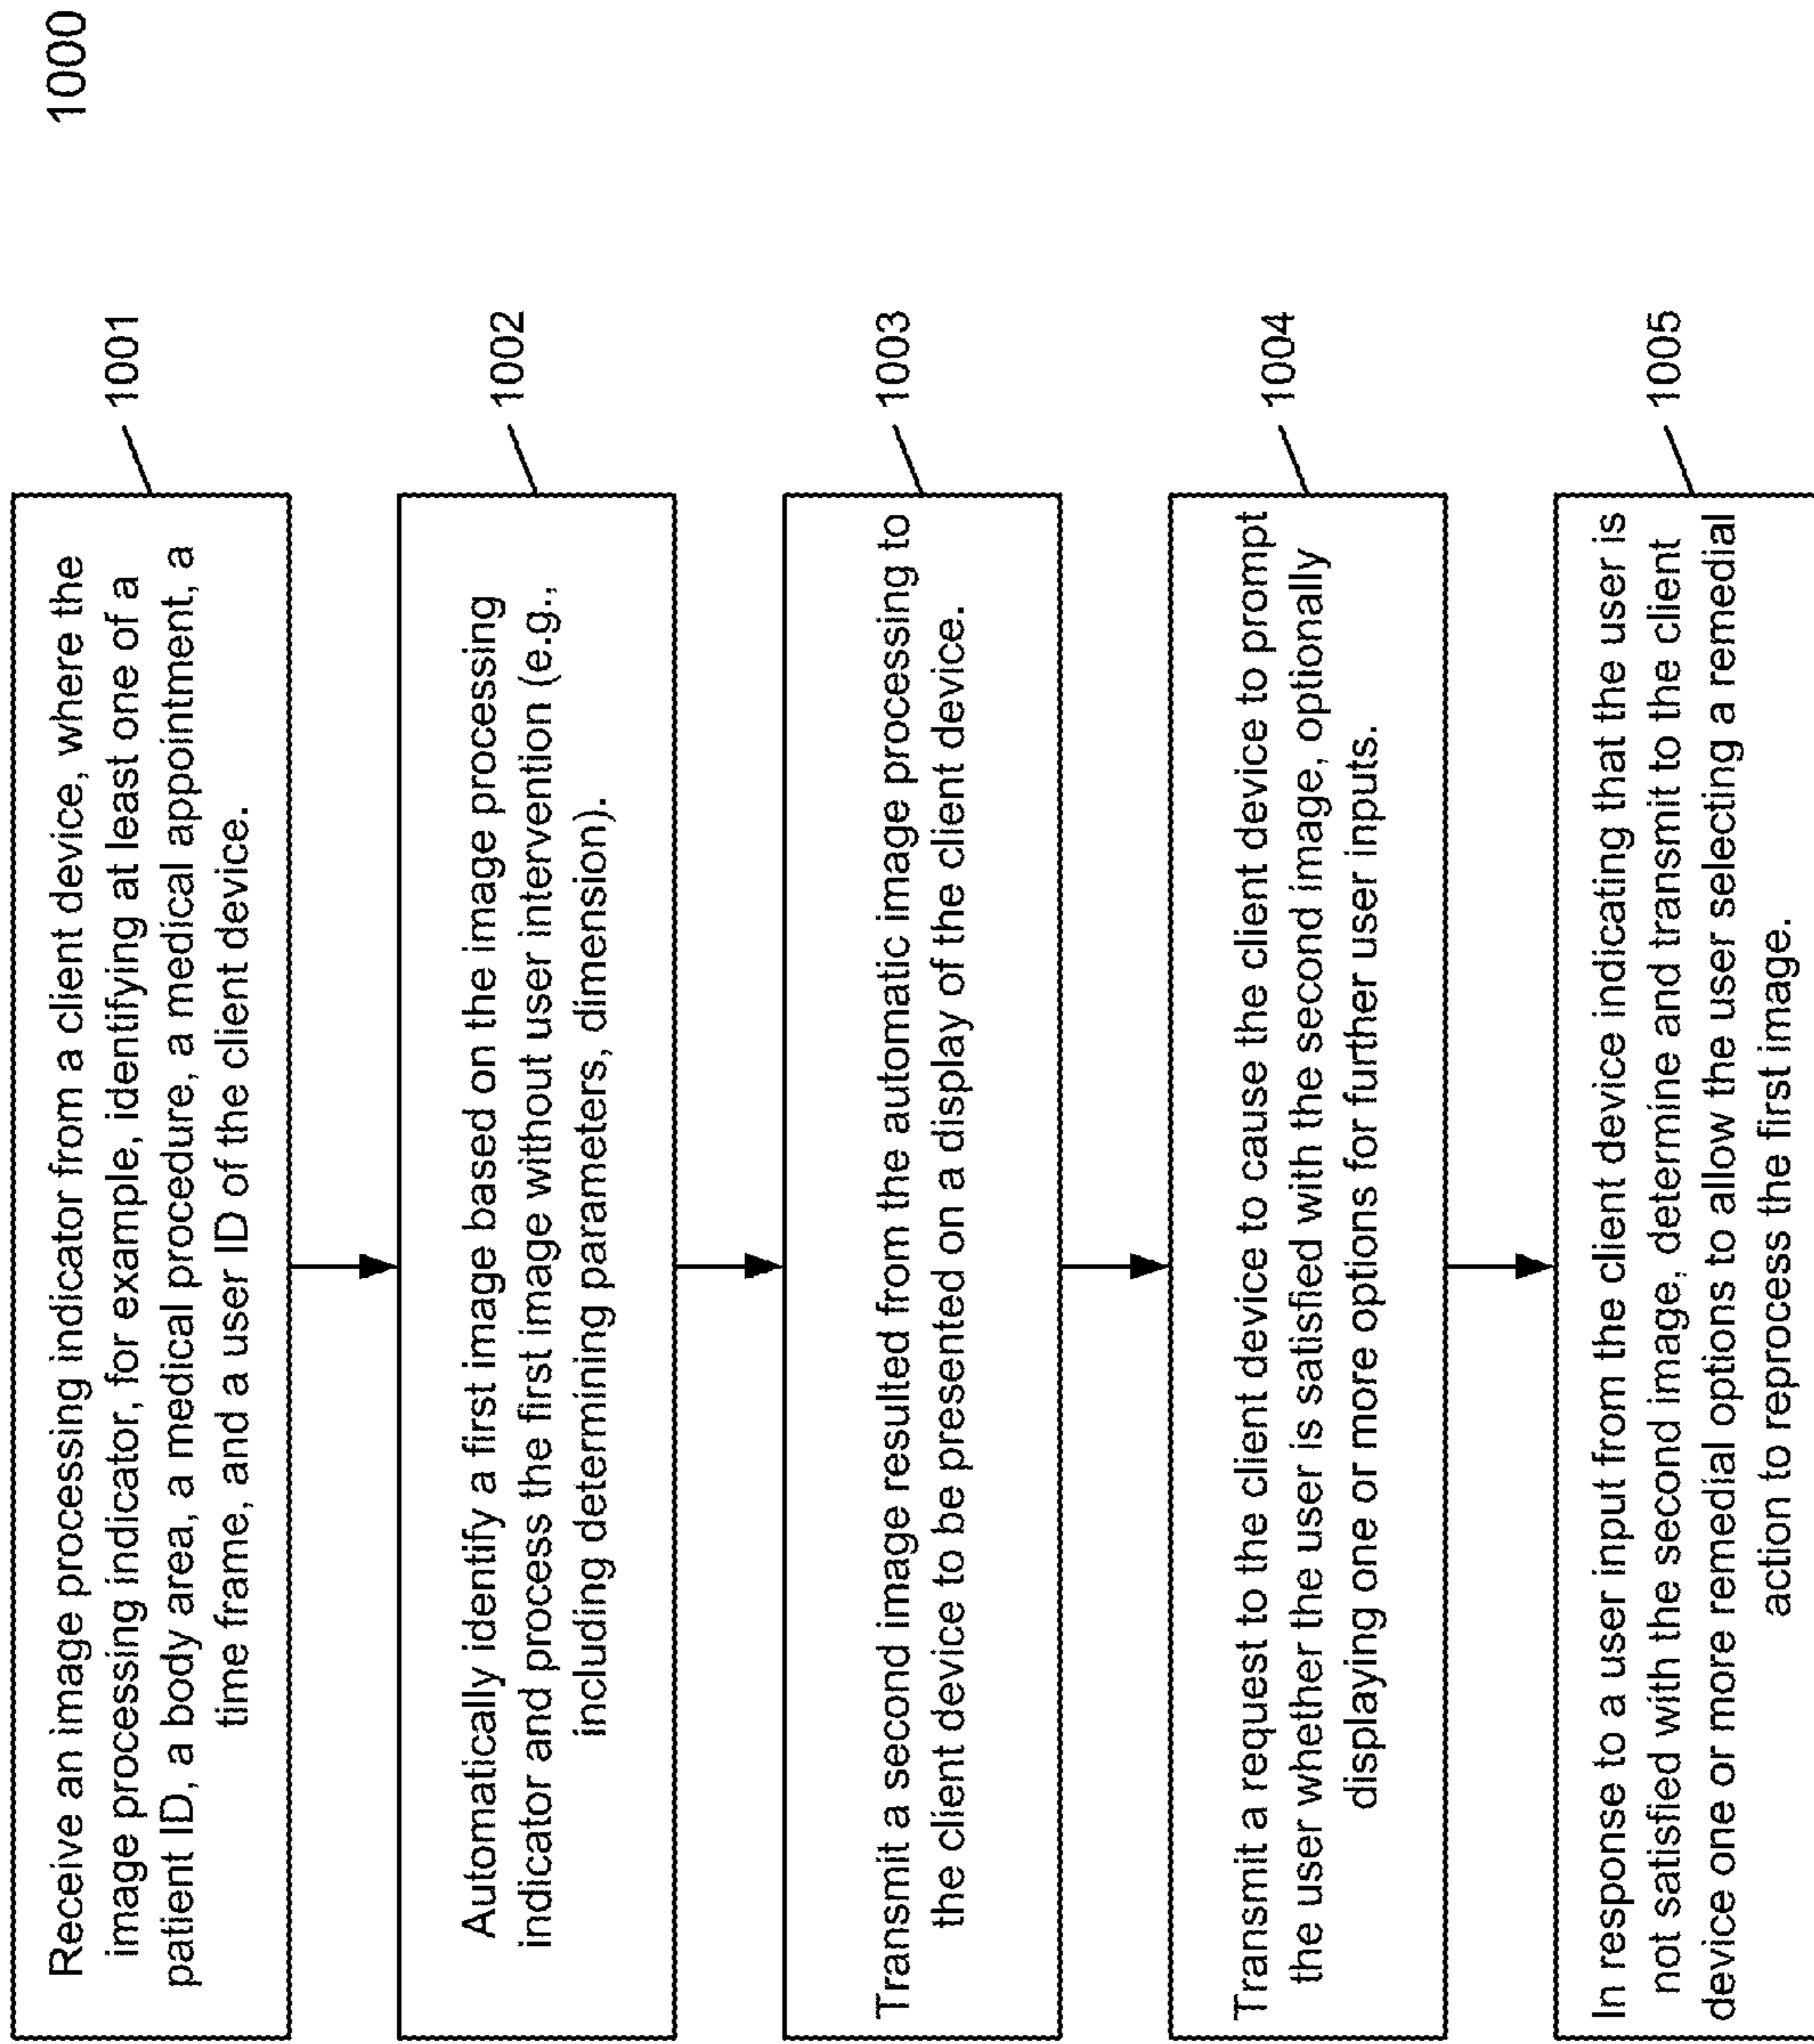 1000
Receive an image processing indicator from a client device, where the
image processing indicator, for example, identifying at least one of a
patient ID, a body area, a medical procedure, a medical appointment, a
time frame, and a user ID of the client device.
1001
Automatically identify a first image based on the image processing
indicator and process the first image without user intervention (e.g.,
including determining parameters, dimension).
1002
Transmit a second image resulted from the automatic image processing to
the client device to be presented on a display of the client device.
1003
Transmit a request to the client device to cause the client device to prompt
the user whether the user is satisfied with the second image, optionally
displaying one or more options for further user inputs.
1004
In response to a user input from the client device indicating that the user is
not satisfied with the second image, determine and transmit to the client
device one or more remedial options to allow the user selecting a remedial
action to reprocess the first image.
1005